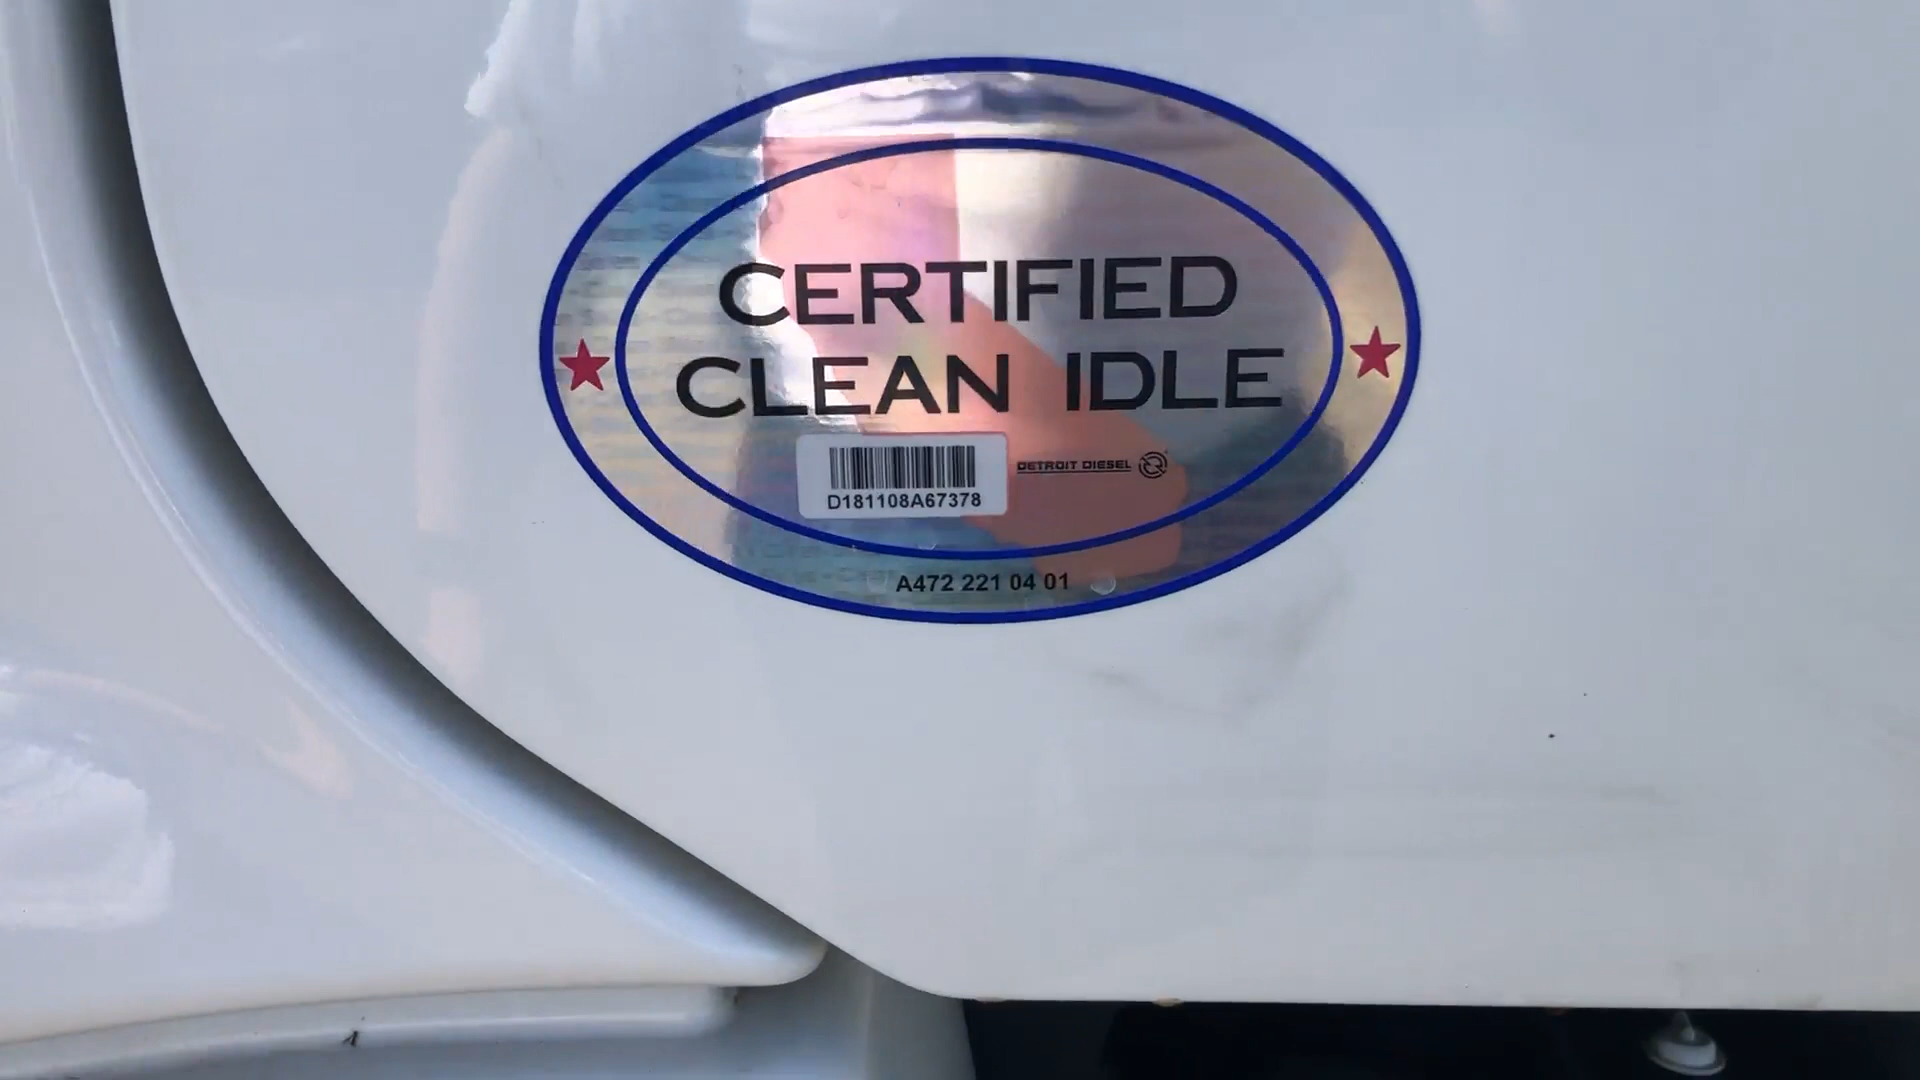 CERTIFIED
CLEAN IDLE
DETROIT DIESEL
D181108A67378
A472 221 04 01